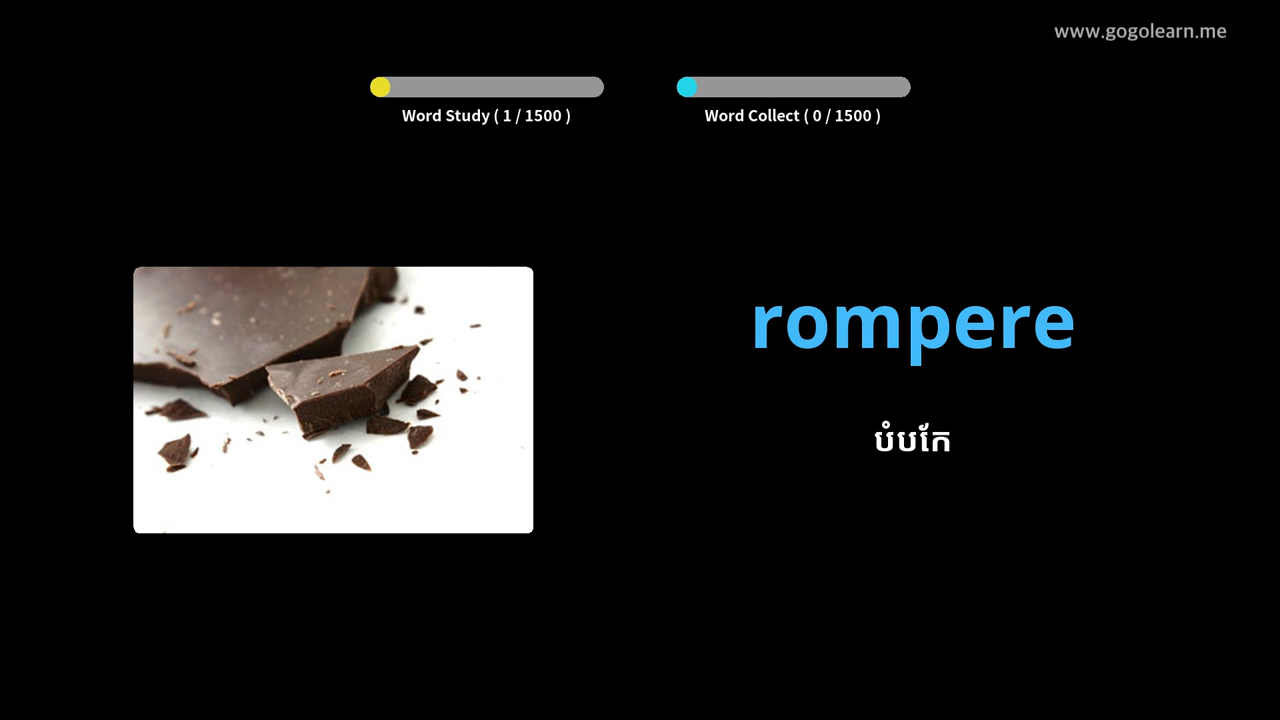 www.gogolearn.me
Word Study ( 1 / 1500 )
Word Collect ( 0 / 1500 )
rompere
បំបកែ